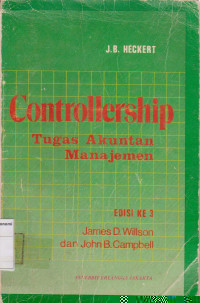 J.B. HECKERT
Controllership
Tugas Akuntan
Manajemen
EDISI KE 3
James D. Willson
dan John B. Campbell